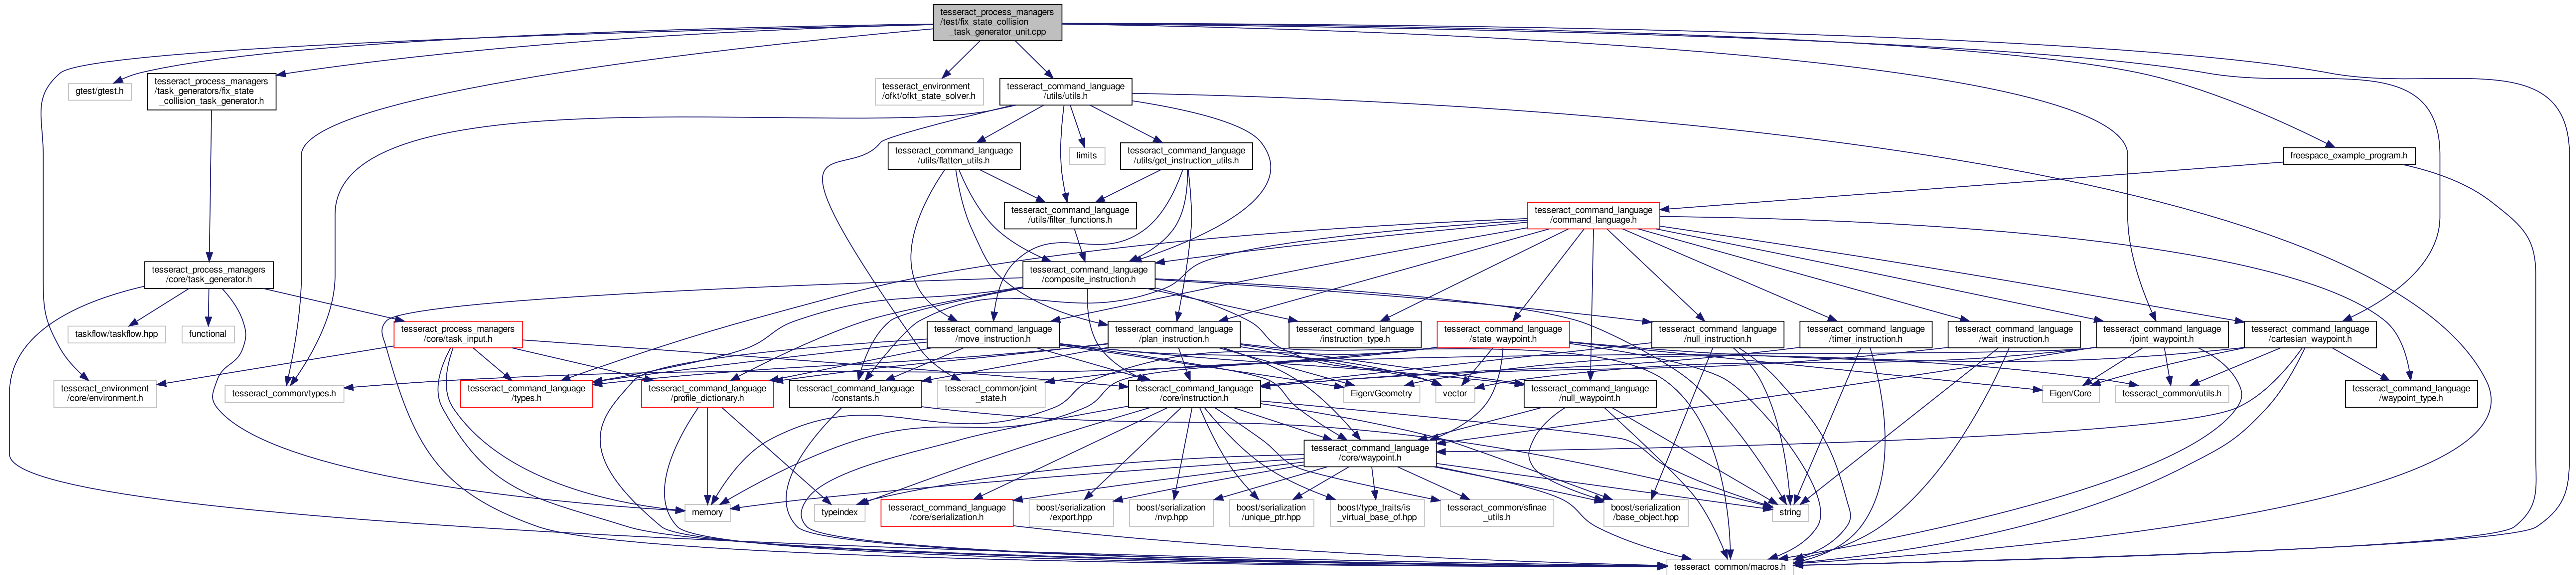 tesseract_process_managers
/test/fix_state_collision
_task_generator_unit.cpp
gtest/gtest.h
tesseract_process_managers
/task_generators/fix_state
_collision_task_generator.h
tesseract_environment
/ofkt/ofkt_state_solver.h
tesseract_command_language
/utils/utils.h
tesseract_command_language
/utils/flatten_utils.h
limits
tesseract_command_language
/utils/get_instruction_utils.h
freespace_example_program.h
tesseract_command_language
/utils/filter_functions.h
tesseract_command_language
/command_language.h
tesseract_process_managers
/core/task_generator.h
tesseract_command_language
/composite_instruction.h
taskflow/taskflow.hpp
functional
tesseract_process_managers
/core/task_input.h
tesseract_command_language
/move_instruction.h
tesseract_command_language
/plan_instruction.h
tesseract_command_language
/instruction_type.h
tesseract_command_language
/state_waypoint.h
tesseract_command_language
/null_instruction.h
tesseract_command_language
/timer_instruction.h
tesseract_command_language
/wait_instruction.h
tesseract_command_language
/joint_waypoint.h
tesseract_command_language
/cartesian_waypoint.h
tesseract_environment
/core/environment.h
tesseract_common/types.h
tesseract_command_language
/types.h
tesseract_command_language
/profile_dictionary.h
tesseract_command_language
/constants.h
tesseract_common/joint
_state.h
tesseract_command_language
/core/instruction.h
Eigen/Geometry
vector
tesseract_command_language
/null_waypoint.h
Eigen/Core
tesseract_common/utils.h
tesseract_command_language
/waypoint_type.h
tesseract_command_language
/core/waypoint.h
memory
typeindex
tesseract_command_language
/core/serialization.h
boost/serialization
/export.hpp
boost/serialization
/nvp.hpp
boost/serialization
/unique_ptr.hpp
boost/type_traits/is
_virtual_base_of.hpp
tesseract_common/sfinae
_utils.h
boost/serialization
/base_object.hpp
string
tesseract_common/macros.h